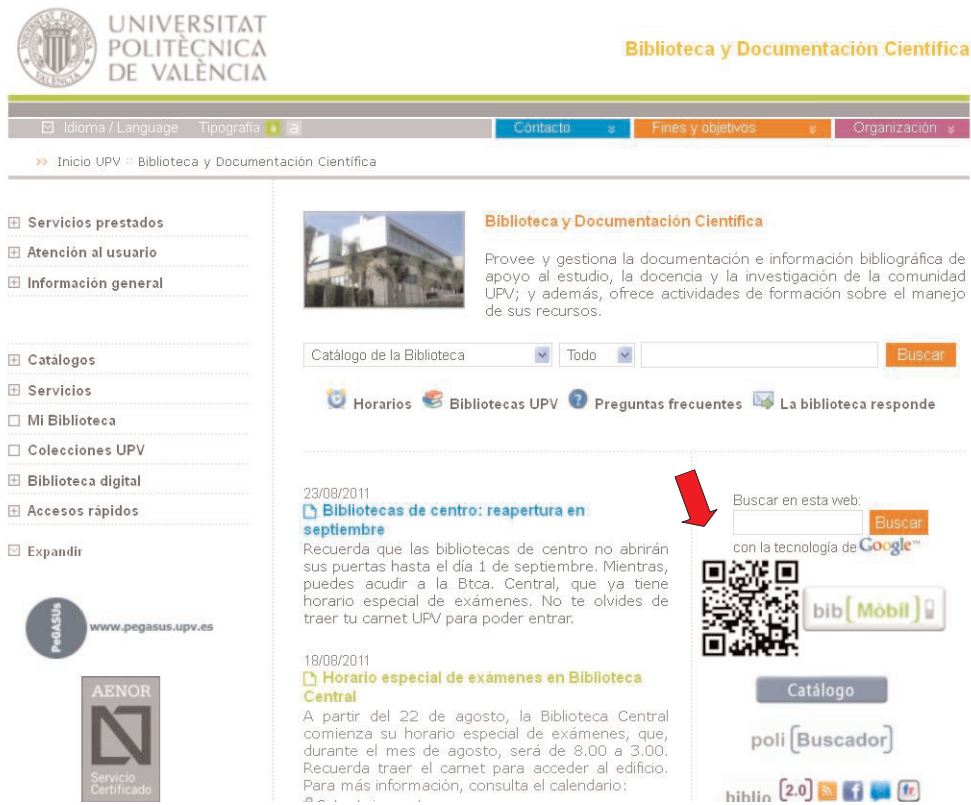 UNIVERSITAT
POLITÈCNICA
DE VALÈNCIA
Biblioteca y Documentación Científica
Idioma / Language Tipografía a a
Contacto Fines y objetivos Organización
Inicio UPV :: Biblioteca y Documentación Científica
Servicios prestados
Atención al usuario
Información general
Catálogos
Servicios
Mi Biblioteca
Colecciones UPV
Biblioteca digital
Accesos rápidos
Expandir
PeGASUs
www.pegasus.upv.es
AENOR
N
Servicio
Certificado
Biblioteca y Documentación Científica
Provee y gestiona la documentación e información bibliográfica de
apoyo al estudio, la docencia y la investigación de la comunidad
UPV; y además, ofrece actividades de formación sobre el manejo
de sus recursos.
Catálogo de la Biblioteca Todo Buscar
Horarios Bibliotecas UPV Preguntas frecuentes La biblioteca responde
23/08/2011
Bibliotecas de centro: reapertura en
septiembre
Recuerda que las bibliotecas de centro no abrirán
sus puertas hasta el día 1 de septiembre. Mientras,
puedes acudir a la Btca. Central, que ya tiene
horario especial de exámenes. No te olvides de
traer tu carnet UPV para poder entrar.
18/08/2011
Horario especial de exámenes en Biblioteca
Central
A partir del 22 de agosto, la Biblioteca Central
comienza su horario especial de exámenes, que,
durante el mes de agosto, será de 8.00 a 3.00.
Recuerda traer el carnet para acceder al edificio.
Para más información, consulta el calendario:
Buscar en esta web:
Buscar
con la tecnología de Google™
bib[Mòbil]
Catálogo
poli[Buscador]
biblio [2.0] f fr